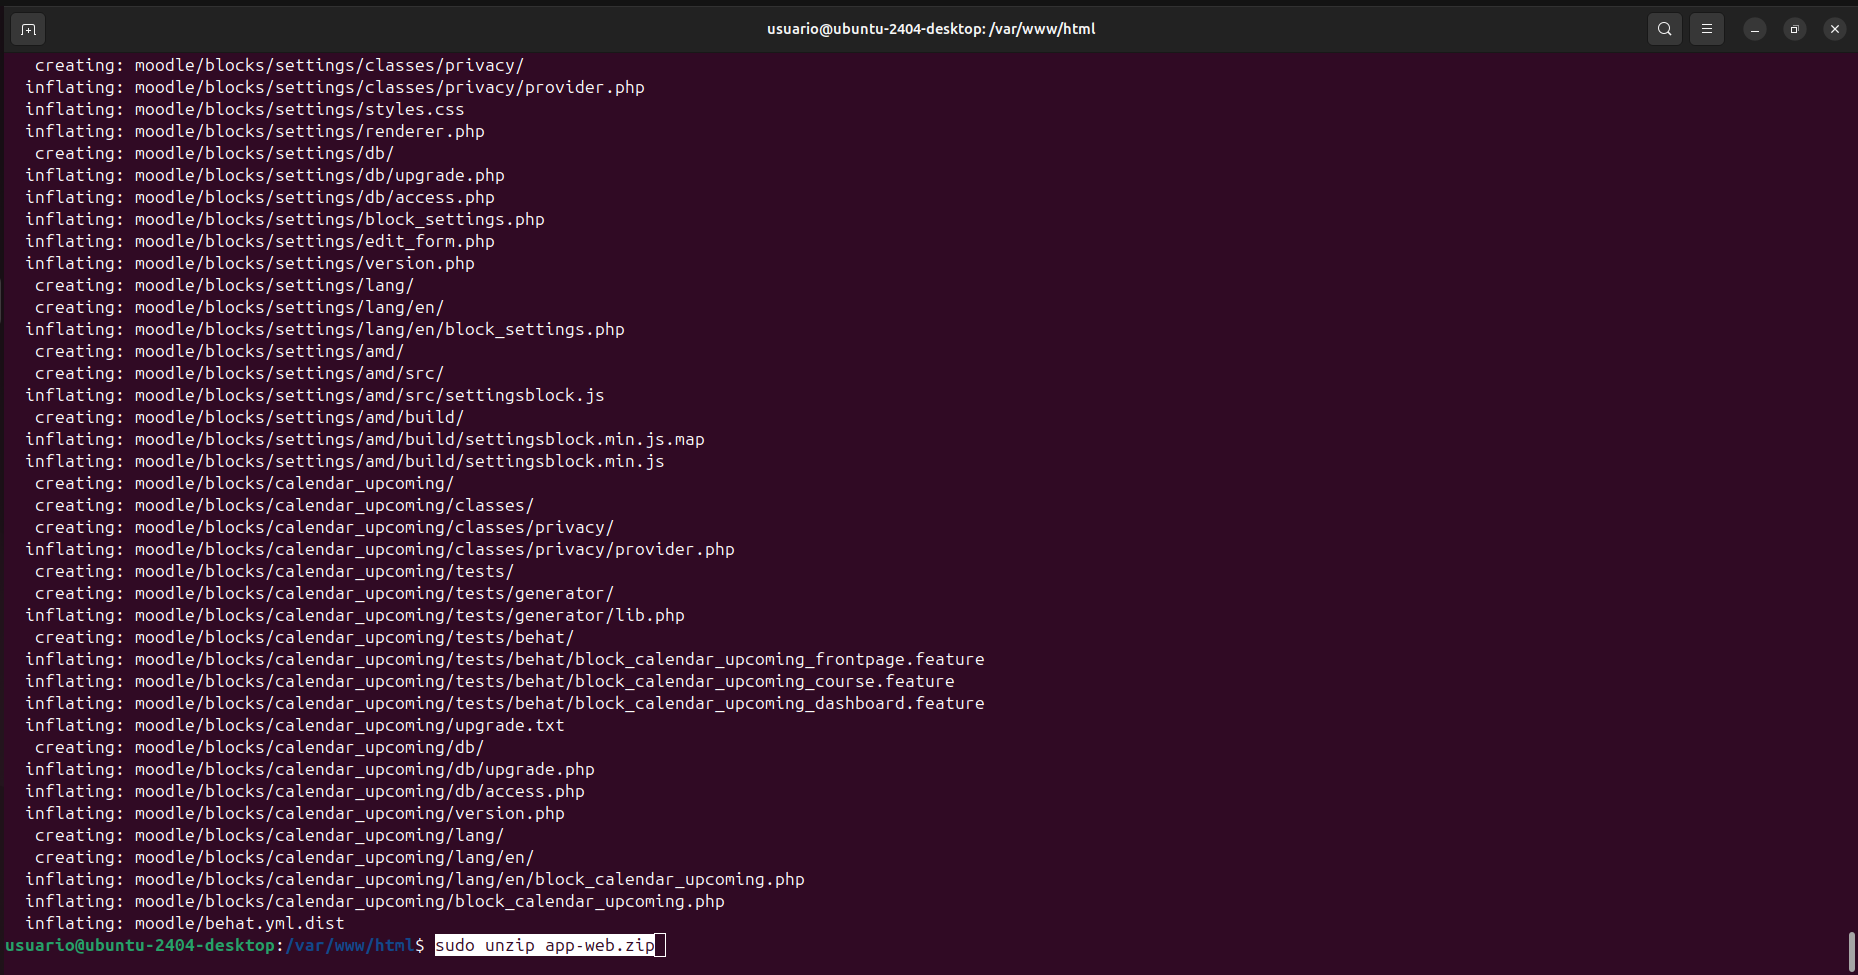 usuario@ubuntu-2404-desktop: /var/www/html
creating: moodle/blocks/settings/classes/privacy/
inflating: moodle/blocks/settings/classes/privacy/provider.php
inflating: moodle/blocks/settings/styles.css
inflating: moodle/blocks/settings/renderer.php
creating: moodle/blocks/settings/db/
inflating: moodle/blocks/settings/db/upgrade.php
inflating: moodle/blocks/settings/db/access.php
inflating: moodle/blocks/settings/block_settings.php
inflating: moodle/blocks/settings/edit_form.php
inflating: moodle/blocks/settings/version.php
creating: moodle/blocks/settings/lang/
creating: moodle/blocks/settings/lang/en/
inflating: moodle/blocks/settings/lang/en/block_settings.php
creating: moodle/blocks/settings/amd/
creating: moodle/blocks/settings/amd/src/
inflating: moodle/blocks/settings/amd/src/settingsblock.js
creating: moodle/blocks/settings/amd/build/
inflating: moodle/blocks/settings/amd/build/settingsblock.min.js.map
inflating: moodle/blocks/settings/amd/build/settingsblock.min.js
creating: moodle/blocks/calendar_upcoming/
creating: moodle/blocks/calendar_upcoming/classes/
creating: moodle/blocks/calendar_upcoming/classes/privacy/
inflating: moodle/blocks/calendar_upcoming/classes/privacy/provider.php
creating: moodle/blocks/calendar_upcoming/tests/
creating: moodle/blocks/calendar_upcoming/tests/generator/
inflating: moodle/blocks/calendar_upcoming/tests/generator/lib.php
creating: moodle/blocks/calendar_upcoming/tests/behat/
inflating: moodle/blocks/calendar_upcoming/tests/behat/block_calendar_upcoming_frontpage.feature
inflating: moodle/blocks/calendar_upcoming/tests/behat/block_calendar_upcoming_course.feature
inflating: moodle/blocks/calendar_upcoming/tests/behat/block_calendar_upcoming_dashboard.feature
inflating: moodle/blocks/calendar_upcoming/upgrade.txt
creating: moodle/blocks/calendar_upcoming/db/
inflating: moodle/blocks/calendar_upcoming/db/upgrade.php
inflating: moodle/blocks/calendar_upcoming/db/access.php
inflating: moodle/blocks/calendar_upcoming/version.php
creating: moodle/blocks/calendar_upcoming/lang/
creating: moodle/blocks/calendar_upcoming/lang/en/
inflating: moodle/blocks/calendar_upcoming/lang/en/block_calendar_upcoming.php
inflating: moodle/blocks/calendar_upcoming/block_calendar_upcoming.php
inflating: moodle/behat.yml.dist
usuario@ubuntu-2404-desktop:/var/www/html$ sudo unzip app-web.zip